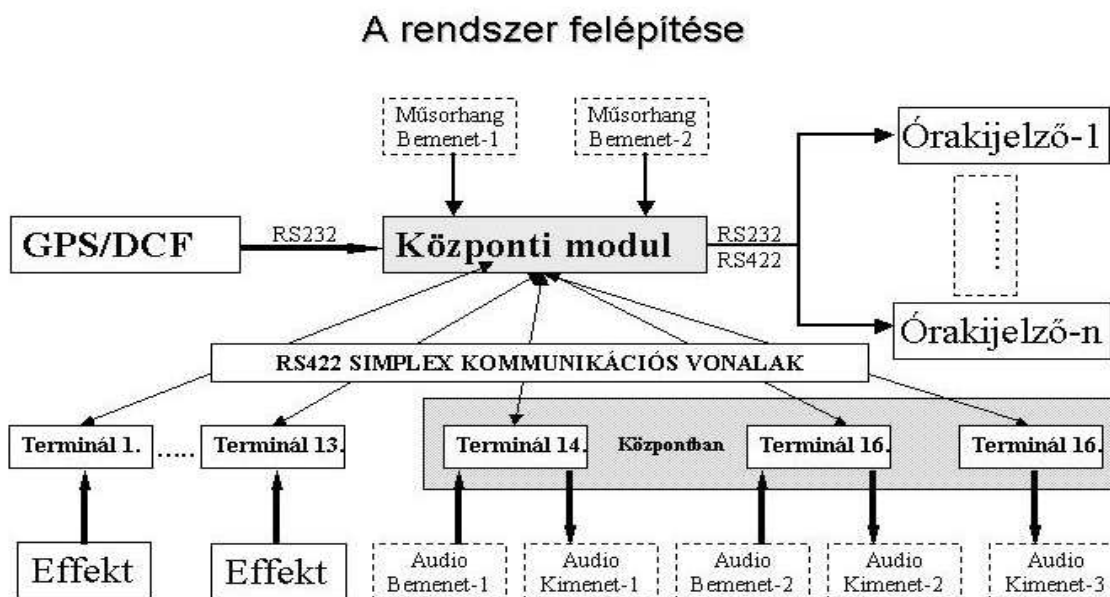 A rendszer felépítése
Műsorhang
Bemenet-1
Műsorhang
Bemenet-2
Órakijelző-1
........
GPS/DCF
RS232
Központi modul
RS232
RS422
Órakijelző-n
RS422 SIMPLEX KOMMUNIKÁCIÓS VONALAK
Terminál 1.
.....
Terminál 13.
Terminál 14.
Központban
Terminál 16.
Terminál 16.
Effekt
Effekt
Audio
Bemenet-1
Audio
Kimenet-1
Audio
Bemenet-2
Audio
Kimenet-2
Audio
Kimenet-3